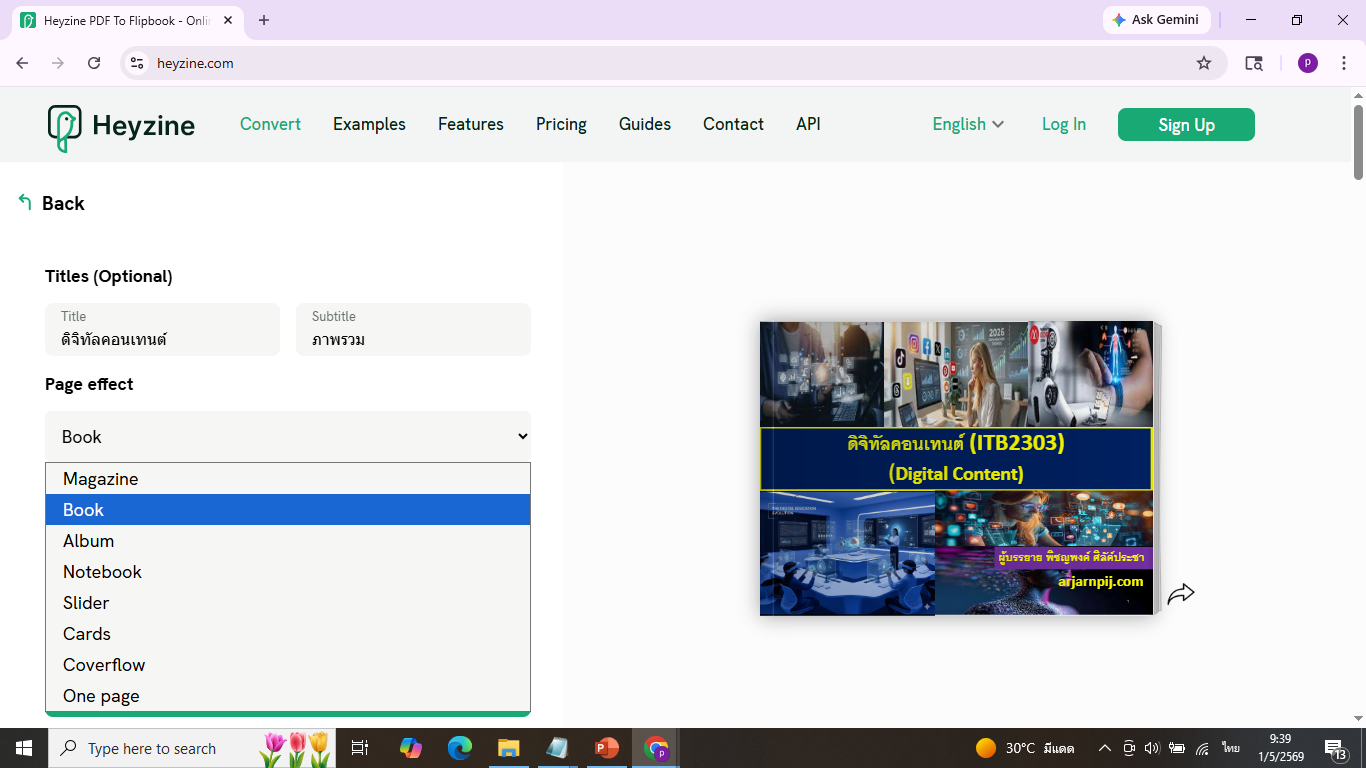 Heyzine PDF To Flipbook - Onli
Ask Gemini
heyzine.com
P
Heyzine
Convert
Examples
Features
Pricing
Guides
Contact
API
English
Log In
Sign Up
Back
Titles (Optional)
Title
ดิจิทัลคอนเทนต์
Subtitle
ภาพรวม
Page effect
Book
Magazine
Book
Album
Notebook
Slider
Cards
Coverflow
One page
2026
ดิจิทัลคอนเทนต์ (ITB2303)
(Digital Content)
ผู้บรรยาย พิชญพงค์ ศิลัค์ประชา
arjarnpij.com
Type here to search
30°C มีแดด
ไทย
9:39
1/5/2569
13